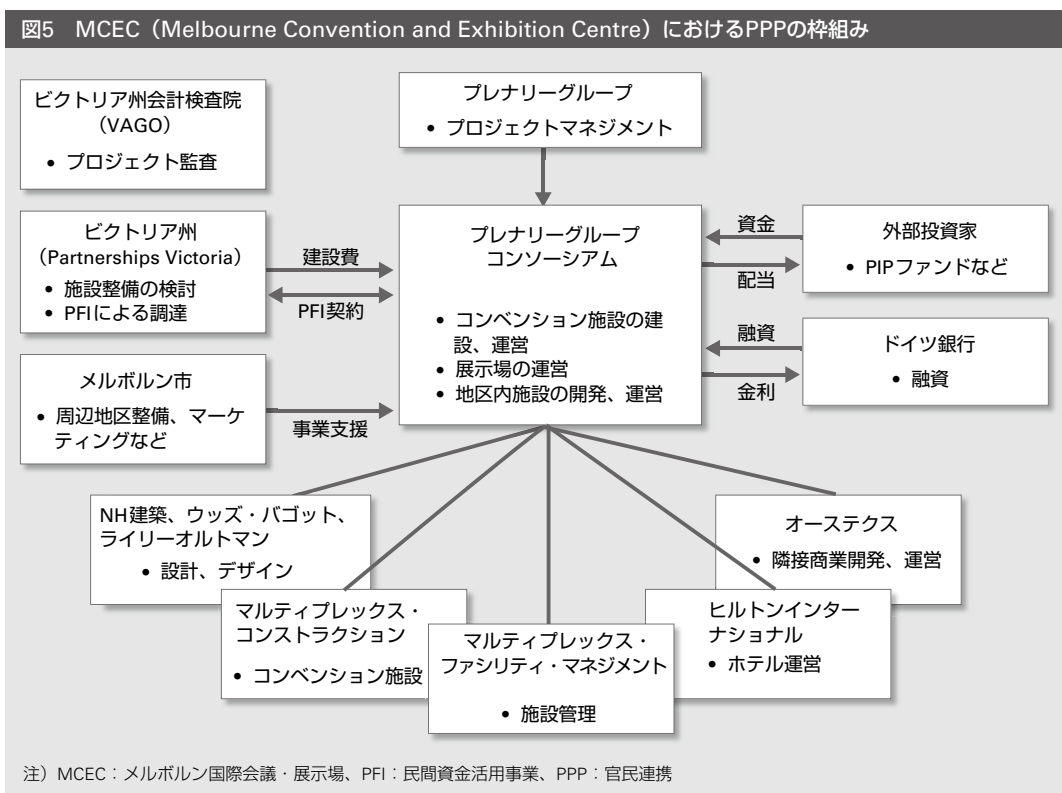 図5 MCEC（Melbourne Convention and Exhibition Centre）におけるPPPの枠組み
ビクトリア州会計検査院
（VAGO）
• プロジェクト監査
プレナリーグループ
• プロジェクトマネジメント
ビクトリア州
（Partnerships Victoria）
• 施設整備の検討
• PFIによる調達
建設費
PFI契約
プレナリーグループ
コンソーシアム
• コンベンション施設の建
設、運営
• 展示場の運営
• 地区内施設の開発、運営
資金
配当
外部投資家
• PIPファンドなど
融資
金利
ドイツ銀行
• 融資
メルボルン市
• 周辺地区整備、マーケ
ティングなど
事業支援
NH建築、ウッズ・バゴット、
ライリーオルトマン
• 設計、デザイン
マルティプレックス・
コンストラクション
• コンベンション施設
マルティプレックス・
ファシリティ・マネジメント
• 施設管理
ヒルトンインター
ナショナル
• ホテル運営
オーステクス
• 隣接商業開発、運営
注）MCEC：メルボルン国際会議・展示場、PFI：民間資金活用事業、PPP：官民連携